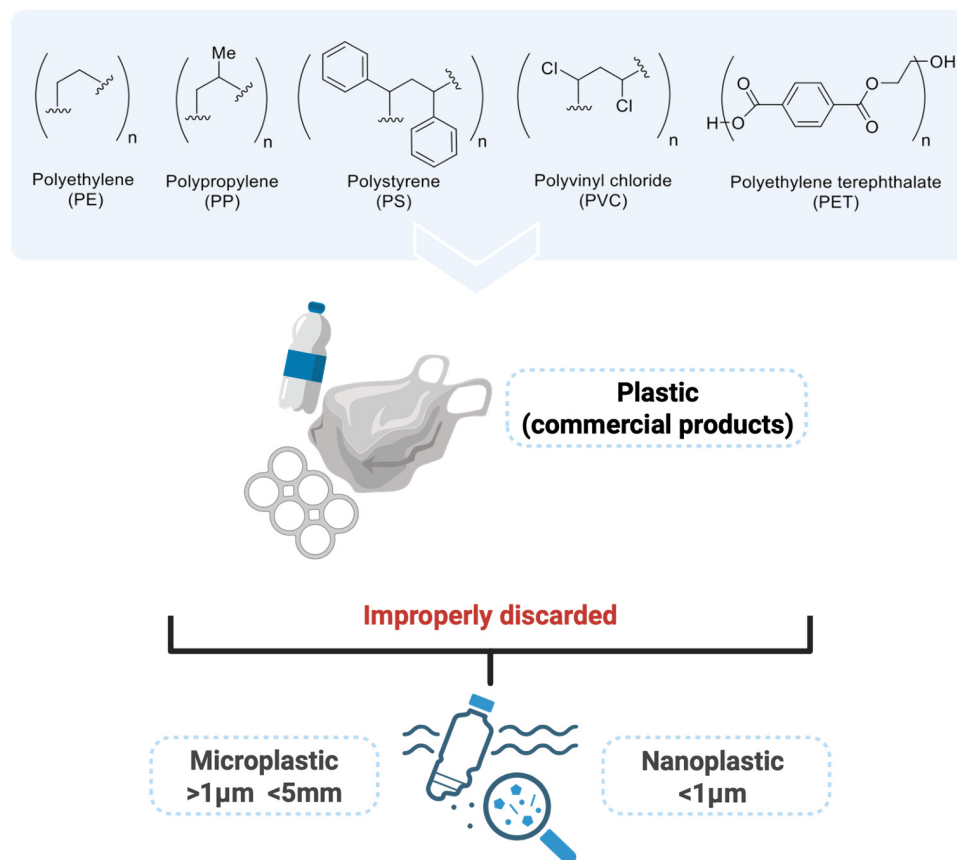 Me
Cl
Cl
O
O
O
O
OH
H
n
n
n
n
n
Polyethylene
(PE)
Polypropylene
(PP)
Polystyrene
(PS)
Polyvinyl chloride
(PVC)
Polyethylene terephthalate
(PET)
Plastic
(commercial products)
Improperly discarded
Microplastic
>1µm <5mm
Nanoplastic
<1µm